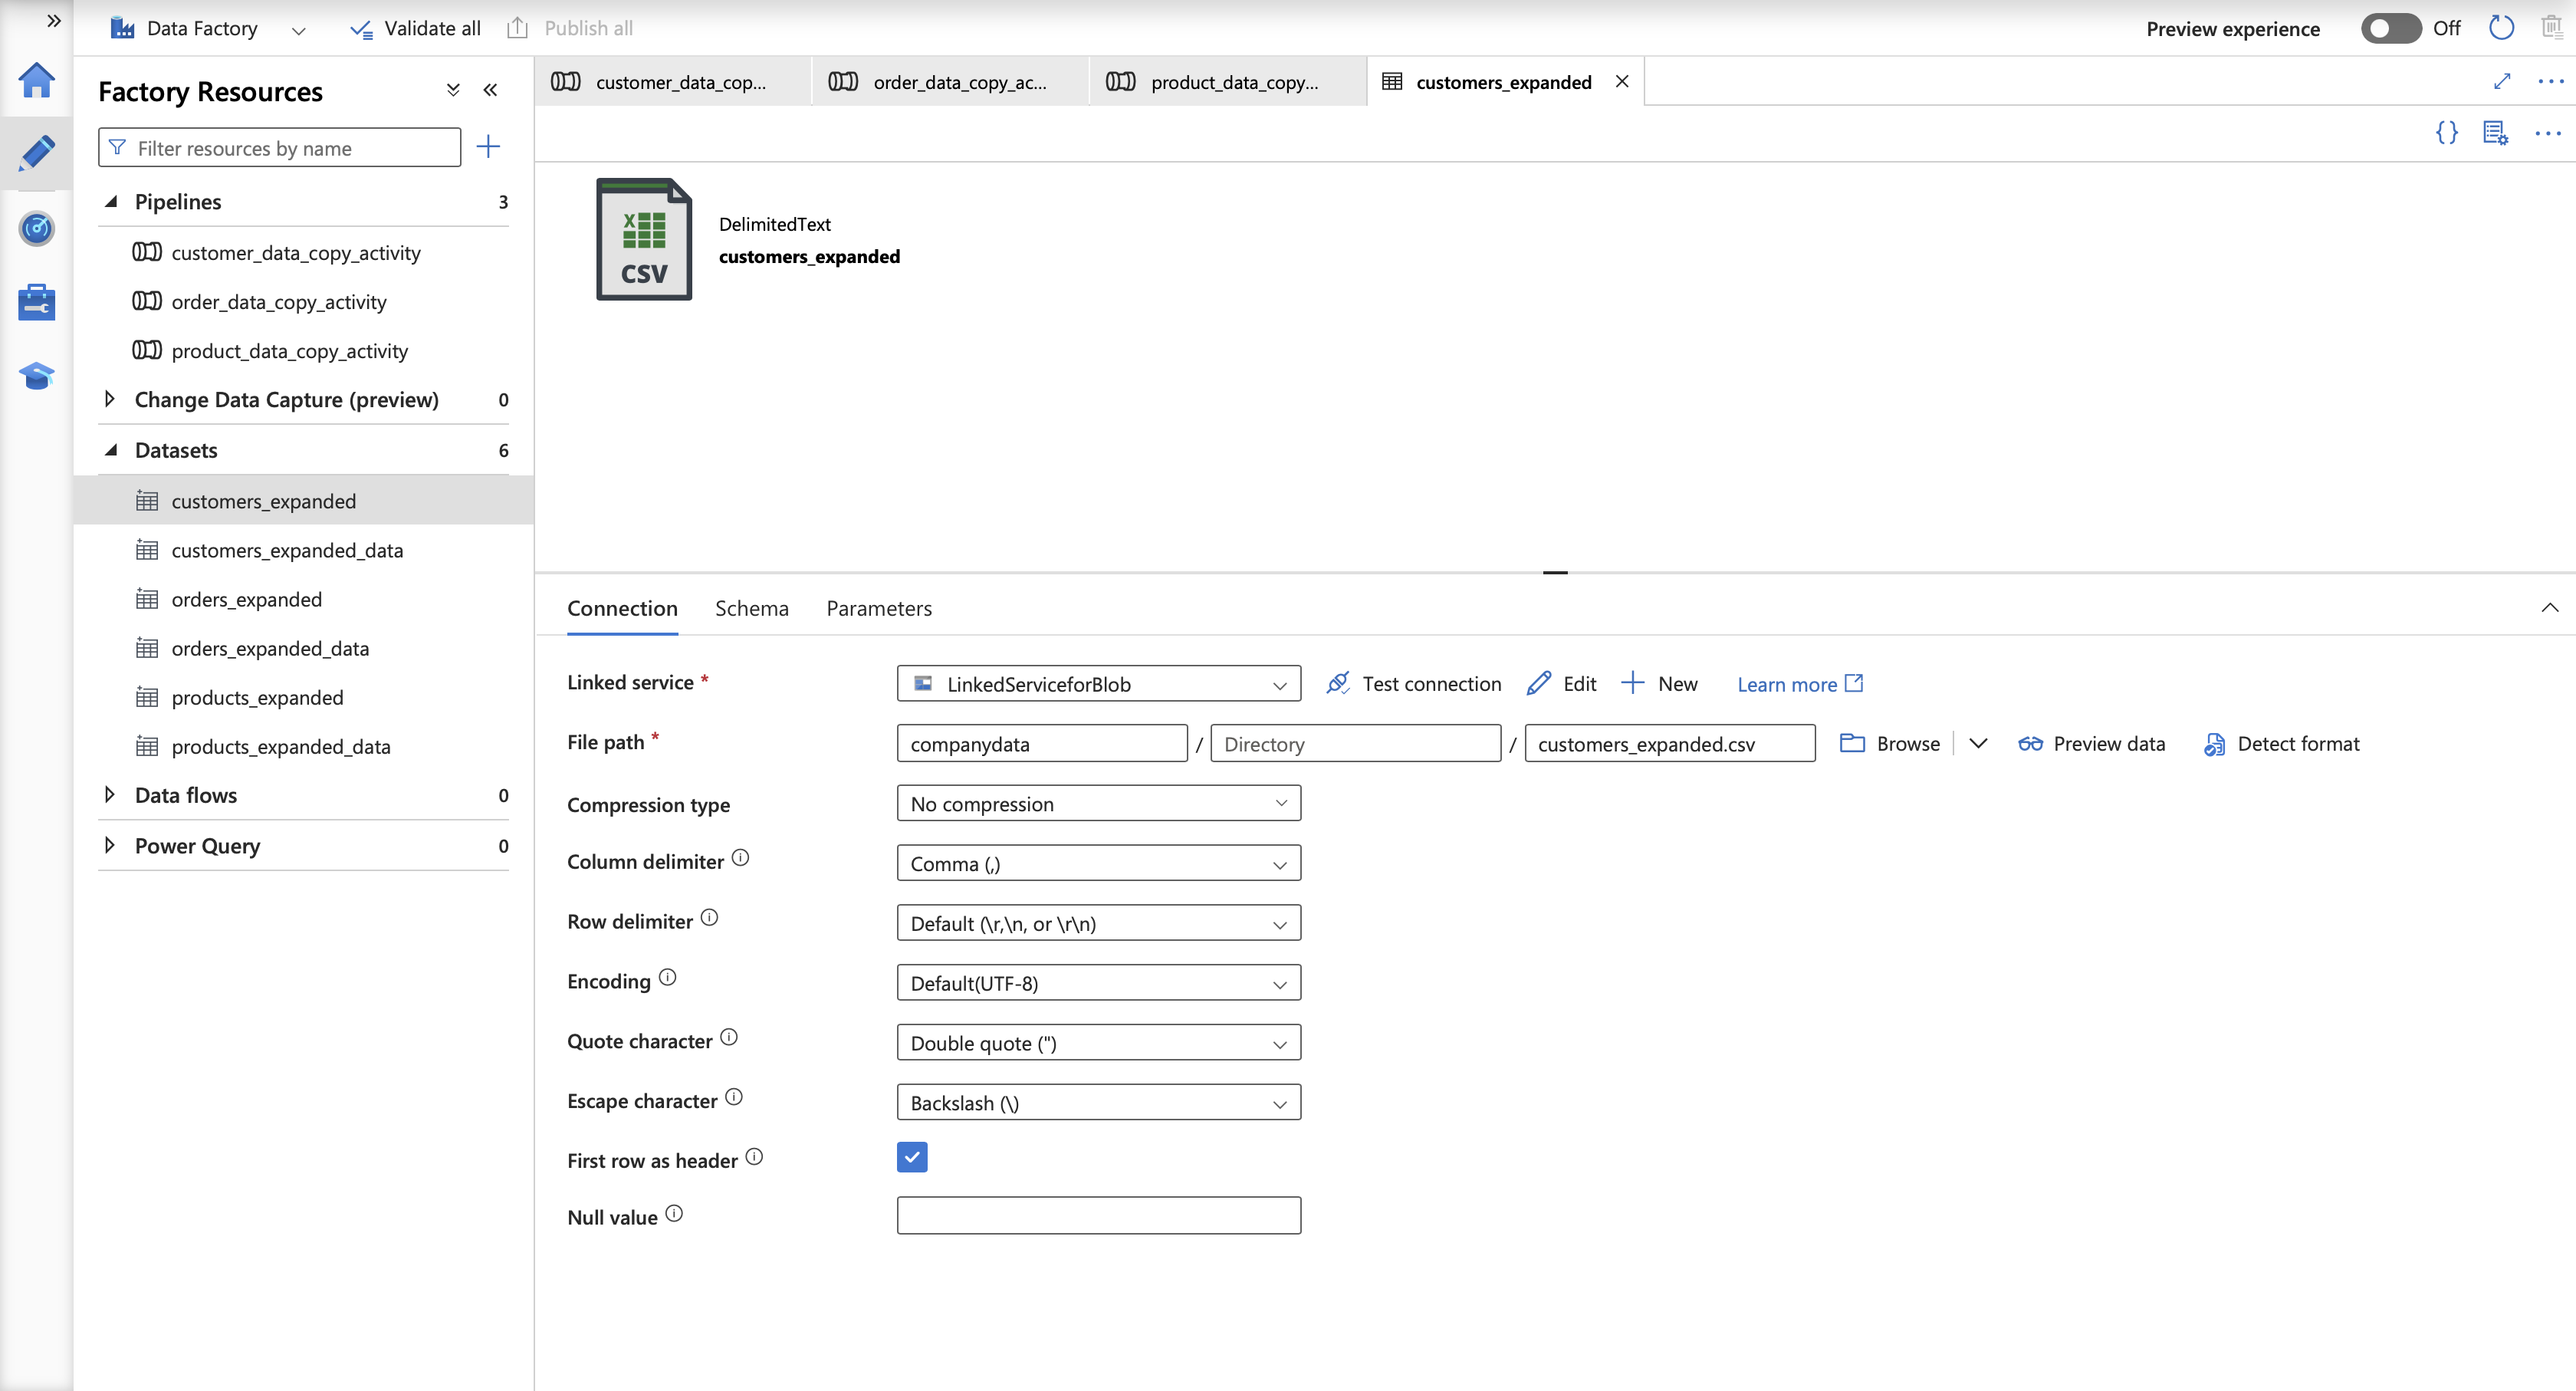 Data Factory
Validate all
Publish all
Preview experience
Off
Factory Resources
Filter resources by name
Pipelines 3
customer_data_copy_activity
order_data_copy_activity
product_data_copy_activity
Change Data Capture (preview) 0
Datasets 6
customers_expanded
customers_expanded_data
orders_expanded
orders_expanded_data
products_expanded
products_expanded_data
Data flows 0
Power Query 0
customer_data_cop...
order_data_copy_ac...
product_data_copy...
customers_expanded
X
CSV
DelimitedText
customers_expanded
Connection Schema Parameters
Linked service * LinkedServiceforBlob Test connection Edit New Learn more
File path * companydata / Directory / customers_expanded.csv Browse Preview data Detect format
Compression type No compression
Column delimiter Comma (,)
Row delimiter Default (\r,\n, or \r\n)
Encoding Default(UTF-8)
Quote character Double quote (")
Escape character Backslash (\)
First row as header
Null value